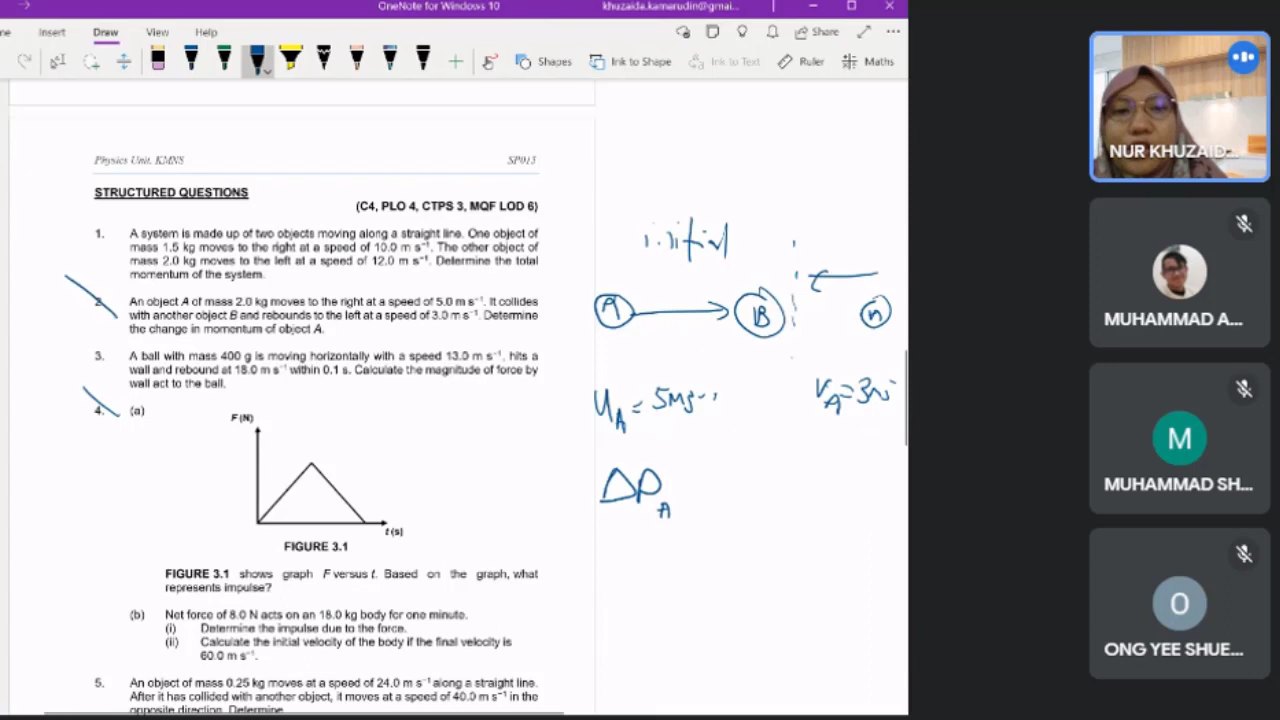 OneNote for Windows 10
khuzaida.kamarudin@gmai...
Insert Draw View Help
Share
Shapes Ink to Shape Ink to Text Ruler Maths
Physics Unit, KMNS SP015
STRUCTURED QUESTIONS
(C4, PLO 4, CTPS 3, MQF LOD 6)
1. A system is made up of two objects moving along a straight line. One object of
mass 1.5 kg moves to the right at a speed of 10.0 m s⁻¹. The other object of
mass 2.0 kg moves to the left at a speed of 12.0 m s⁻¹. Determine the total
momentum of the system.
2. An object A of mass 2.0 kg moves to the right at a speed of 5.0 m s⁻¹. It collides
with another object B and rebounds to the left at a speed of 3.0 m s⁻¹. Determine
the change in momentum of object A.
3. A ball with mass 400 g is moving horizontally with a speed 13.0 m s⁻¹, hits a
wall and rebound at 18.0 m s⁻¹ within 0.1 s. Calculate the magnitude of force by
wall act to the ball.
4. (a)
F (N)
t (s)
FIGURE 3.1
FIGURE 3.1 shows graph F versus t. Based on the graph, what
represents impulse?
(b) Net force of 8.0 N acts on an 18.0 kg body for one minute.
(i) Determine the impulse due to the force.
(ii) Calculate the initial velocity of the body if the final velocity is
60.0 m s⁻¹.
5. An object of mass 0.25 kg moves at a speed of 24.0 m s⁻¹ along a straight line.
After it has collided with another object, it moves at a speed of 40.0 m s⁻¹ in the
opposite direction. Determine
initial
A B
U_A = 5ms⁻¹
V_A = 3
ΔP_A
NUR KHUZAID...
MUHAMMAD A...
M
MUHAMMAD SH...
O
ONG YEE SHUE...